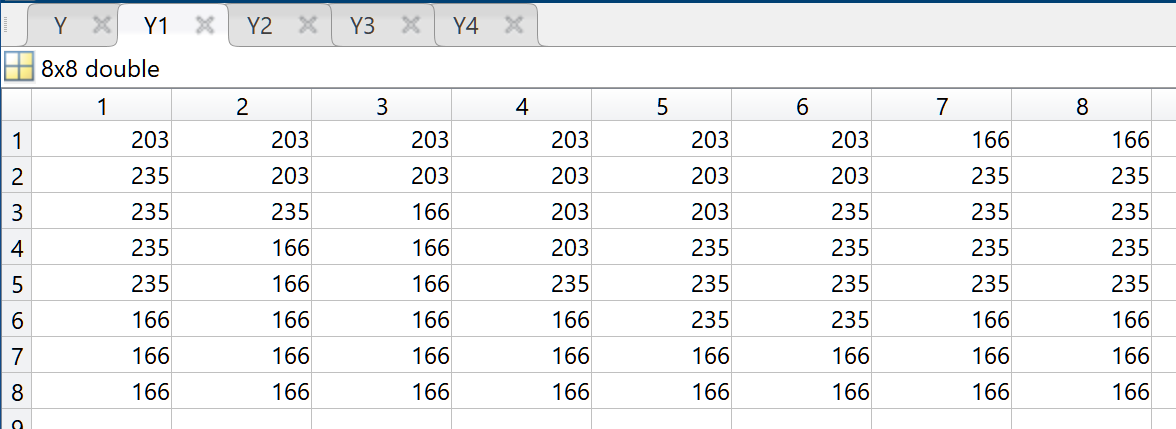 Y Y1 Y2 Y3 Y4
8x8 double
1 2 3 4 5 6 7 8
1 203 203 203 203 203 203 166 166
2 235 203 203 203 203 203 235 235
3 235 235 166 203 203 235 235 235
4 235 166 166 203 235 235 235 235
5 235 166 166 235 235 235 235 235
6 166 166 166 166 235 235 166 166
7 166 166 166 166 166 166 166 166
8 166 166 166 166 166 166 166 166
9